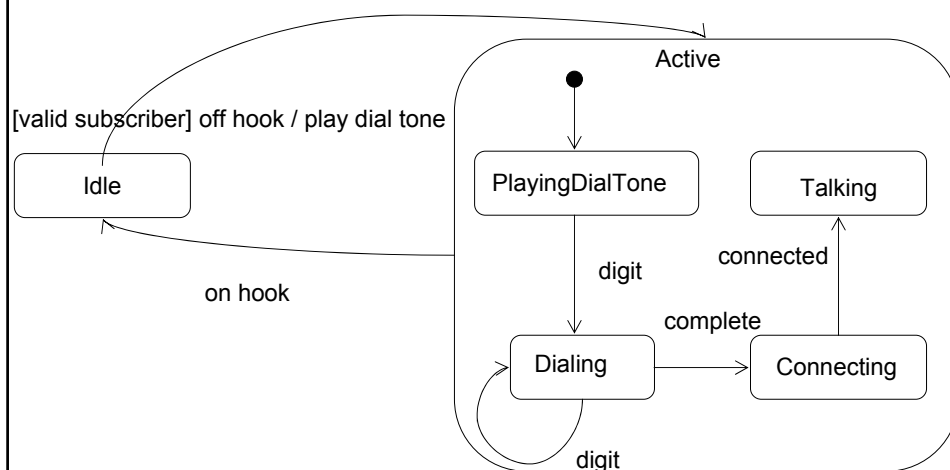 Active
[valid subscriber] off hook / play dial tone
Idle
PlayingDialTone
Talking
digit
connected
on hook
complete
Dialing
Connecting
digit